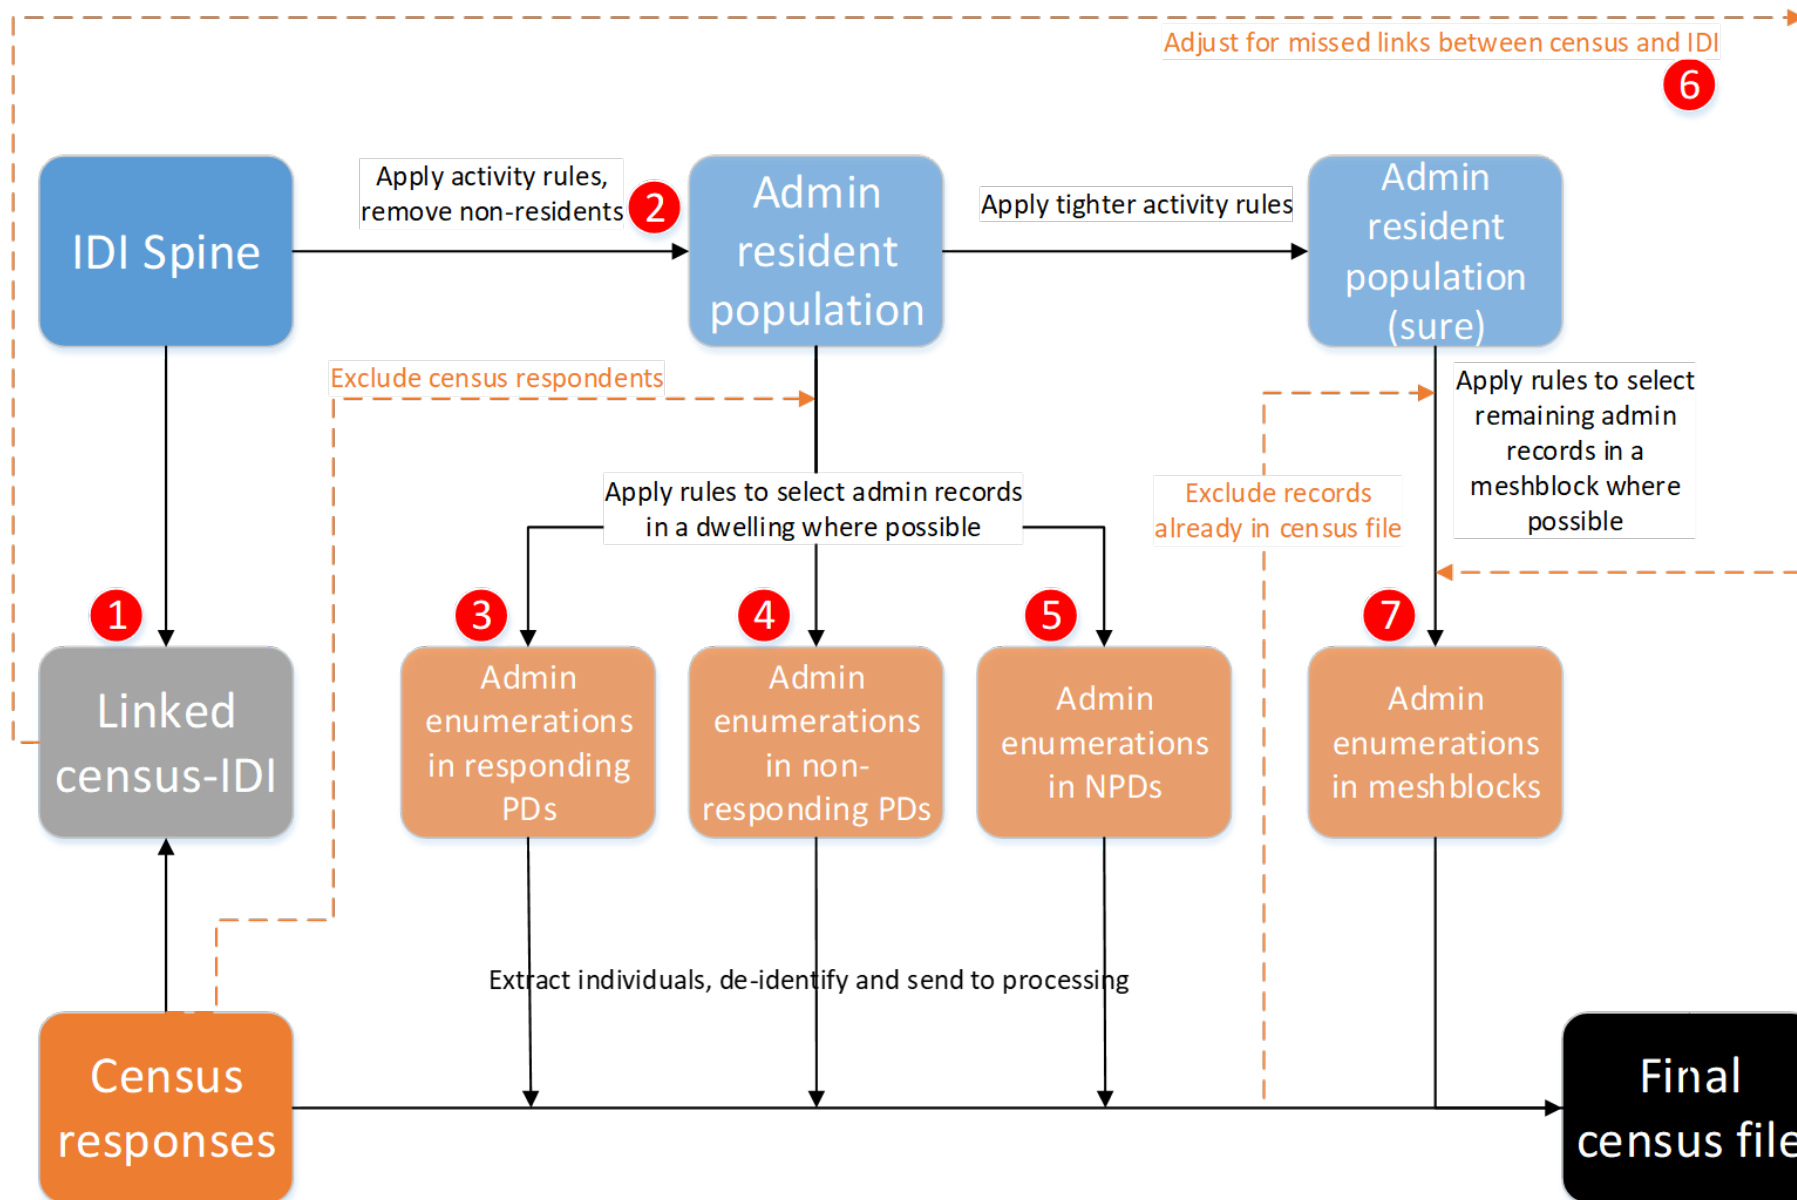 Adjust for missed links between census and IDI
6
IDI Spine
Apply activity rules,
remove non-residents
2
Admin
resident
population
Apply tighter activity rules
Admin
resident
population
(sure)
Exclude census respondents
Apply rules to select
remaining admin
records in a
meshblock where
possible
Apply rules to select admin records
in a dwelling where possible
Exclude records
already in census file
1
Linked
census-IDI
3
Admin
enumerations
in responding
PDs
4
Admin
enumerations
in non-
responding PDs
5
Admin
enumerations
in NPDs
7
Admin
enumerations
in meshblocks
Extract individuals, de-identify and send to processing
Census
responses
Final
census file